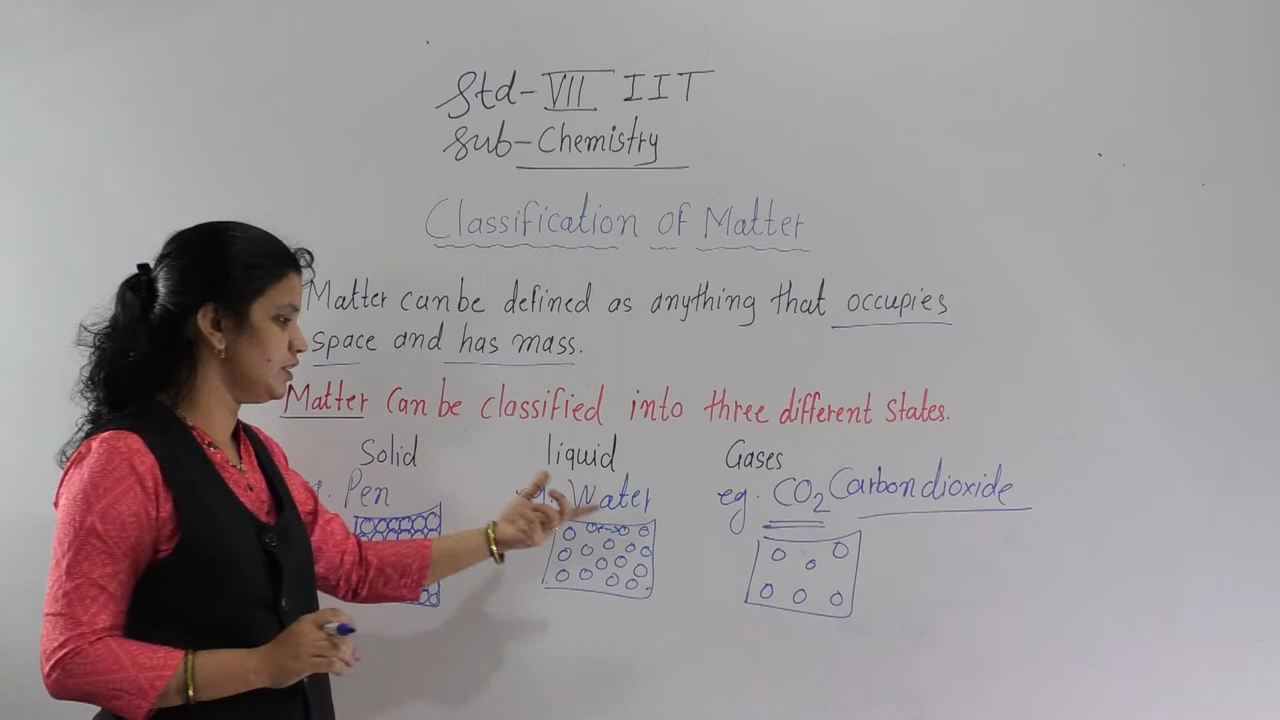 Std-VII IIT
Sub-Chemistry
Classification of Matter
Matter can be defined as anything that occupies
space and has mass.
Matter Can be classified into three different states.
Solid liquid Gases
Pen Water eg. CO2 Carbondioxide